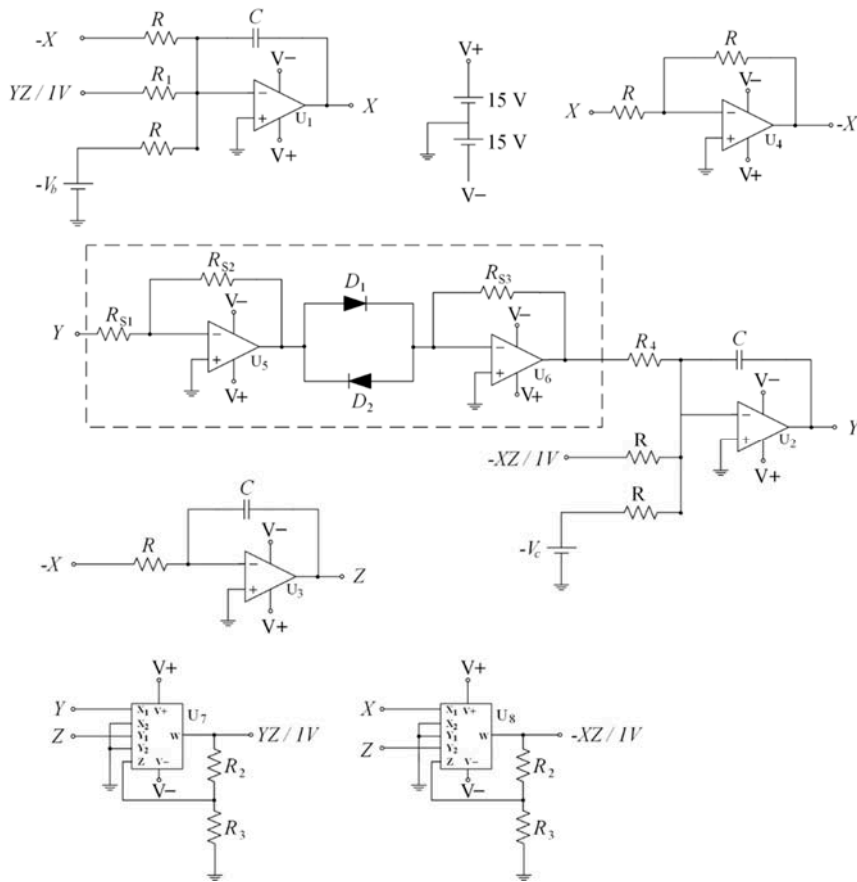 -X
R
C
V−
YZ / 1V
R1
−
+
U1
X
R
V+
-Vb
V+
15 V
15 V
V−
R
X
R
V−
−
+
U4
-X
V+
RS2
D1
RS3
Y
RS1
V−
−
+
U5
V+
D2
V−
−
+
U6
V+
R4
C
V−
−
+
U2
Y
V+
-XZ / 1V
R
R
-Vc
C
-X
R
V−
−
+
U3
Z
V+
V+
Y
Z
X1 V+
X2
Y1
Y2
Z V−
W
U7
YZ / 1V
R2
V−
R3
V+
X
Z
X1 V+
X2
Y1
Y2
Z V−
W
U8
-XZ / 1V
R2
V−
R3